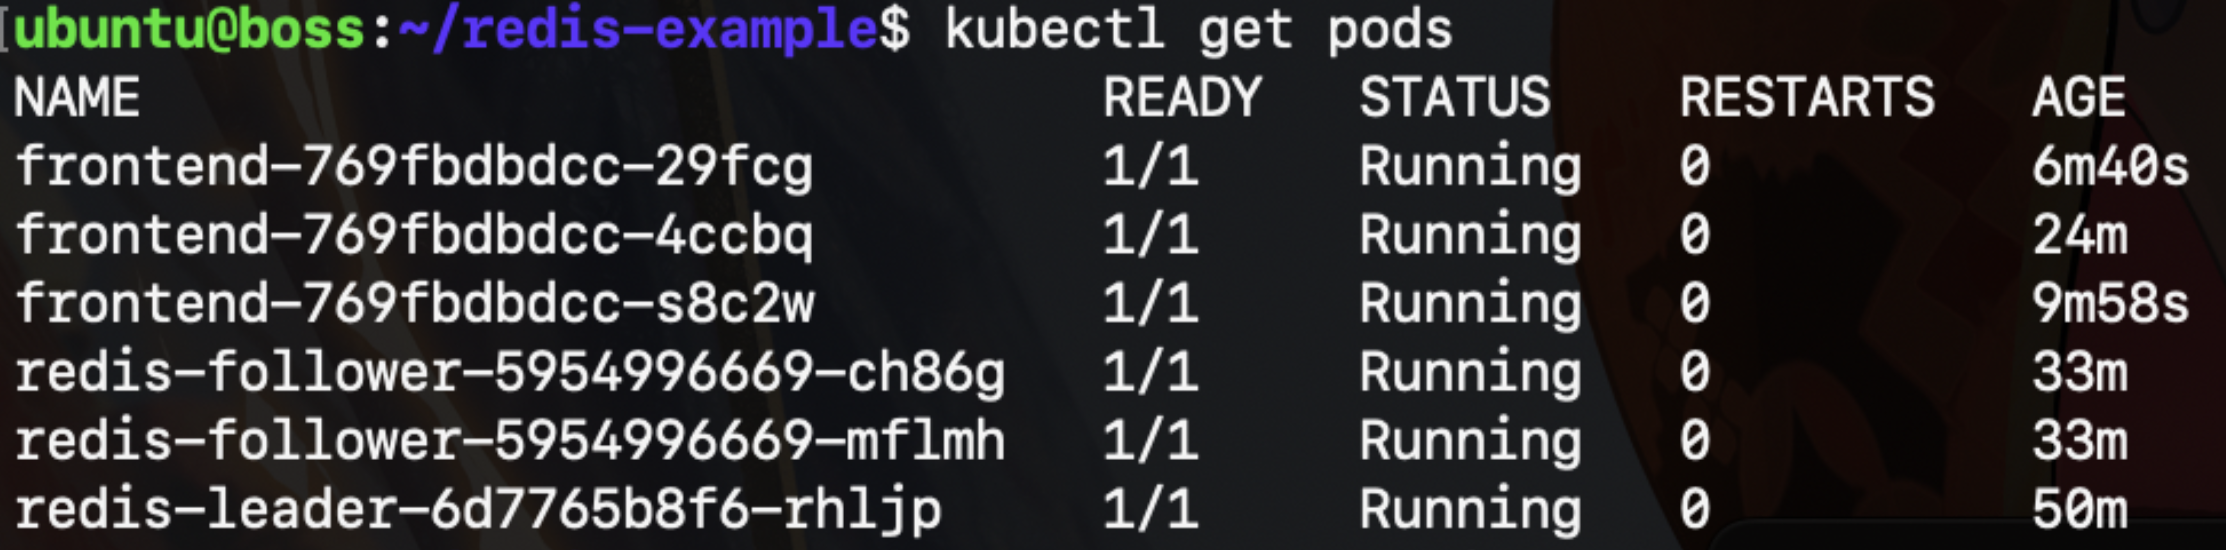 ubuntu@boss:~/redis-example$ kubectl get pods
NAME READY STATUS RESTARTS AGE
frontend-769fbdbdcc-29fcg 1/1 Running 0 6m40s
frontend-769fbdbdcc-4ccbq 1/1 Running 0 24m
frontend-769fbdbdcc-s8c2w 1/1 Running 0 9m58s
redis-follower-5954996669-ch86g 1/1 Running 0 33m
redis-follower-5954996669-mflmh 1/1 Running 0 33m
redis-leader-6d7765b8f6-rhljp 1/1 Running 0 50m